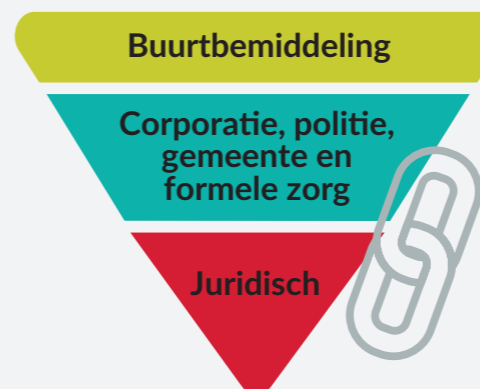 Buurtbemiddeling
Corporatie, politie,
gemeente en
formele zorg
Juridisch